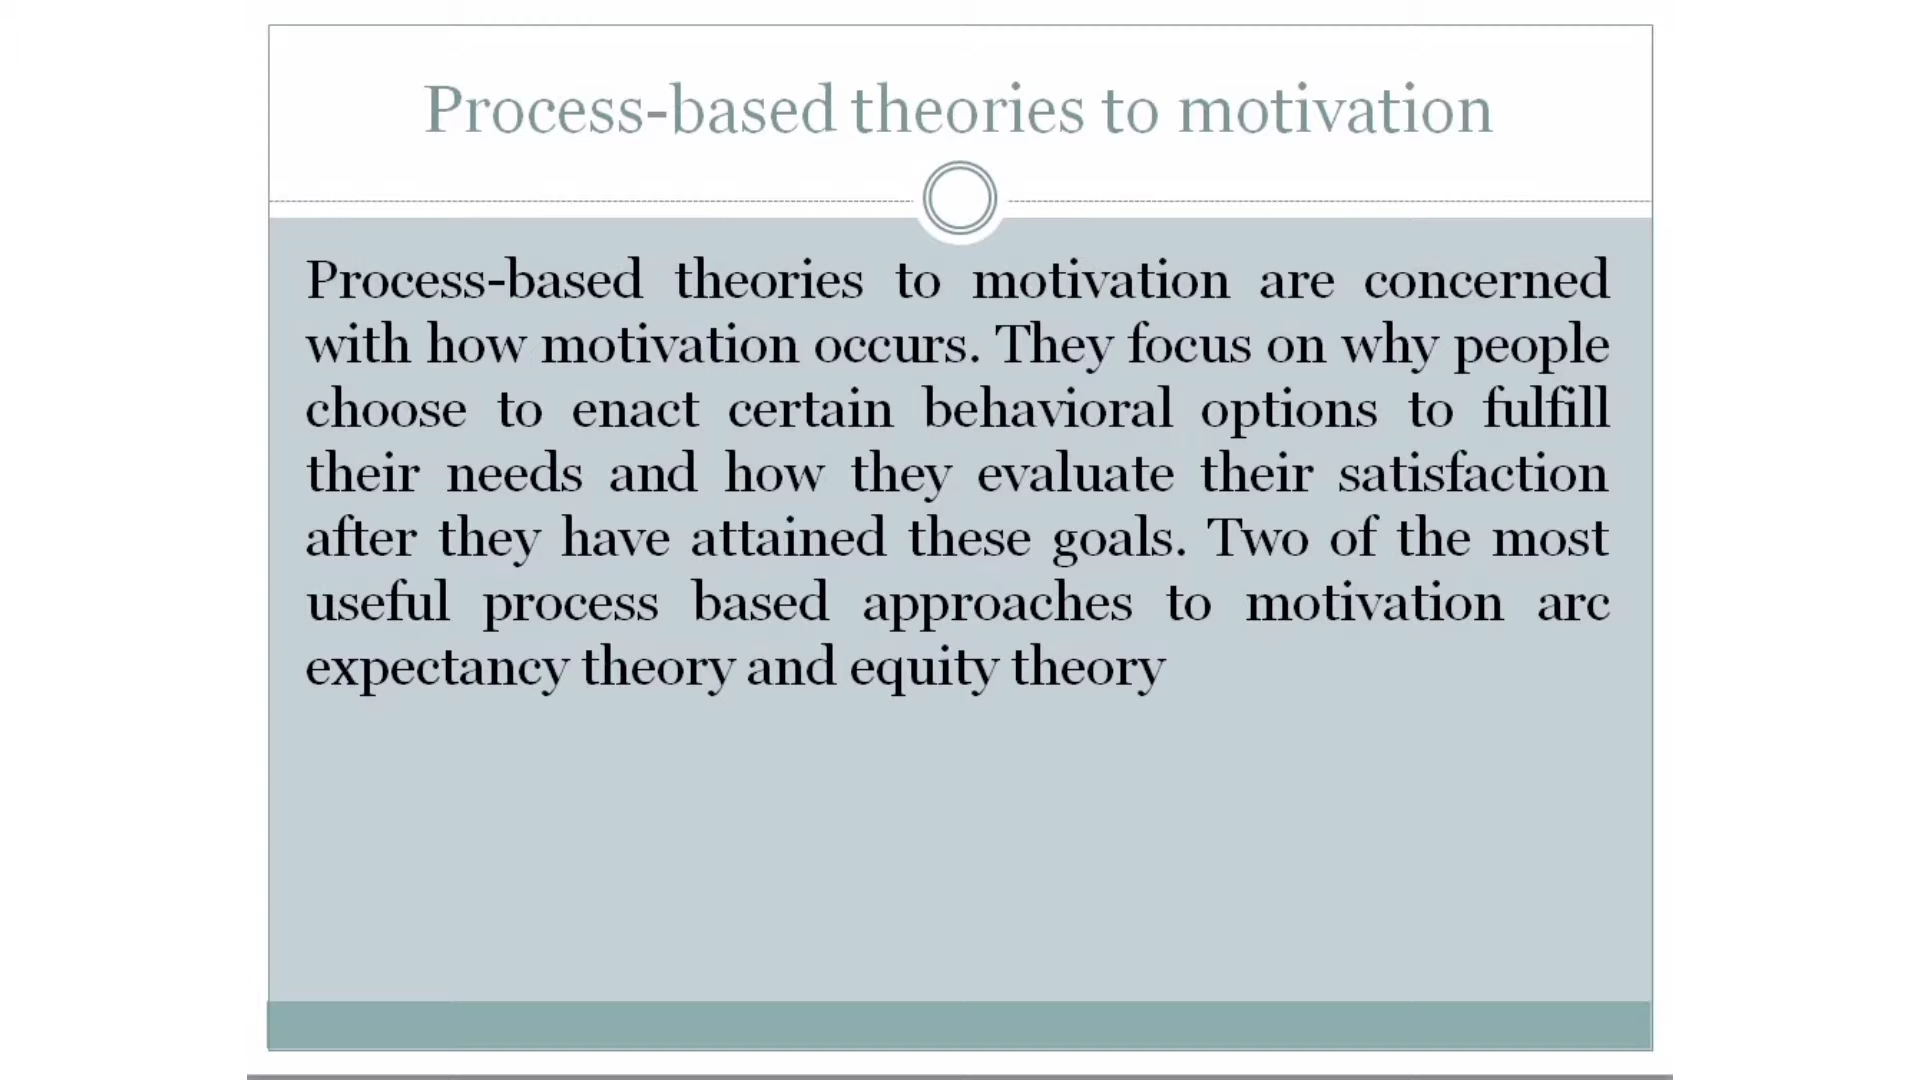 Process-based theories to motivation
Process-based theories to motivation are concerned
with how motivation occurs. They focus on why people
choose to enact certain behavioral options to fulfill
their needs and how they evaluate their satisfaction
after they have attained these goals. Two of the most
useful process based approaches to motivation arc
expectancy theory and equity theory